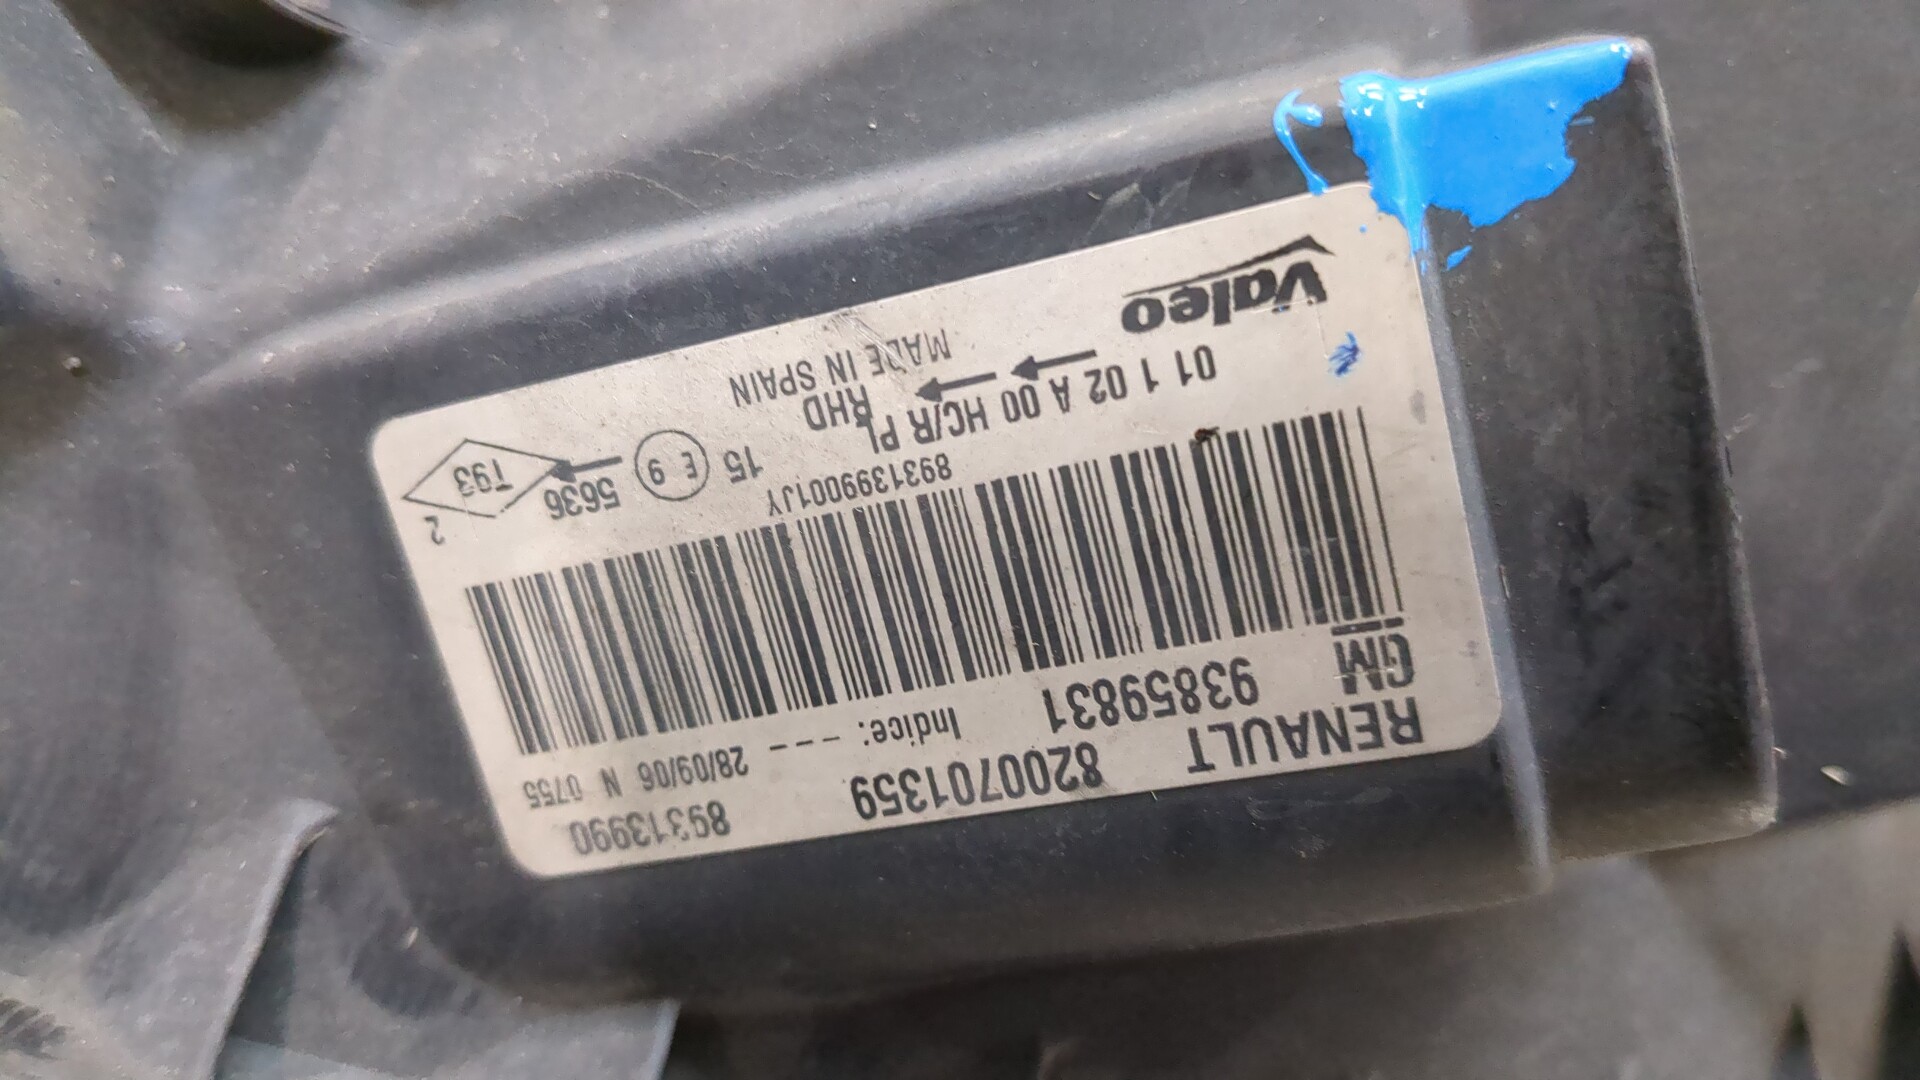 RENAULT 8200701359 89313990
GM 93859831 Indice: --- -- 28/09/06 N 0755
8931399001JY
01 1 02 A 00 HC/R PL 15 E 9 5636 2
RHD T93
MADE IN SPAIN
Valeo